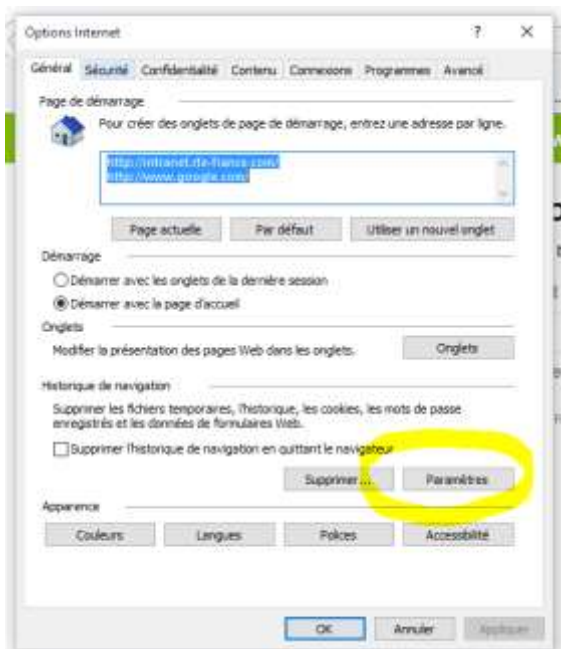 Options Internet
?
Général Sécurité Confidentialité Contenu Connexions Programmes Avancé
Page de démarrage
Pour créer des onglets de page de démarrage, entrez une adresse par ligne.
http://intranet.rte-france.com/
http://www.google.com/
Page actuelle Par défaut Utiliser un nouvel onglet
Démarrage
Démarrer avec les onglets de la dernière session
Démarrer avec la page d'accueil
Onglets
Modifier la présentation des pages Web dans les onglets. Onglets
Historique de navigation
Supprimer les fichiers temporaires, l'historique, les cookies, les mots de passe
enregistrés et les données de formulaires Web.
Supprimer l'historique de navigation en quittant le navigateur
Supprimer... Paramètres
Apparence
Couleurs Langues Polices Accessibilité
OK Annuler Appliquer